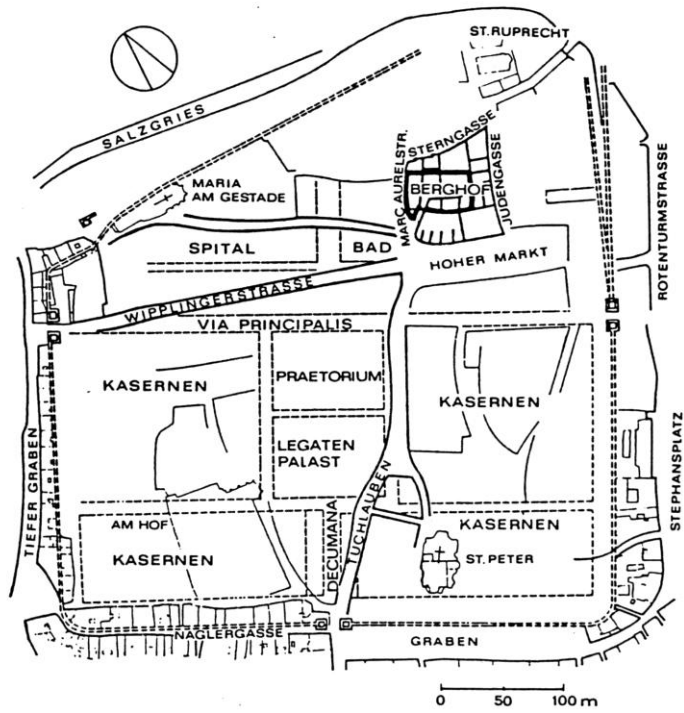 ST. RUPRECHT
SALZGRIES
MARC AURELSTR.
STERNGASSE
BERGHOF
JUDENGASSE
MARIA
AM GESTADE
ROTENTURMSTRASSE
SPITAL
BAD
HOHER MARKT
WIPPLINGERSTRASSE
VIA PRINCIPALIS
KASERNEN
PRAETORIUM
KASERNEN
LEGATEN
PALAST
TIEFER GRABEN
STEPHANSPLATZ
TUCHLAUBEN
DECUMANA
AM HOF
KASERNEN
KASERNEN
ST. PETER
NAGLERGASSE
GRABEN
0 50 100 m